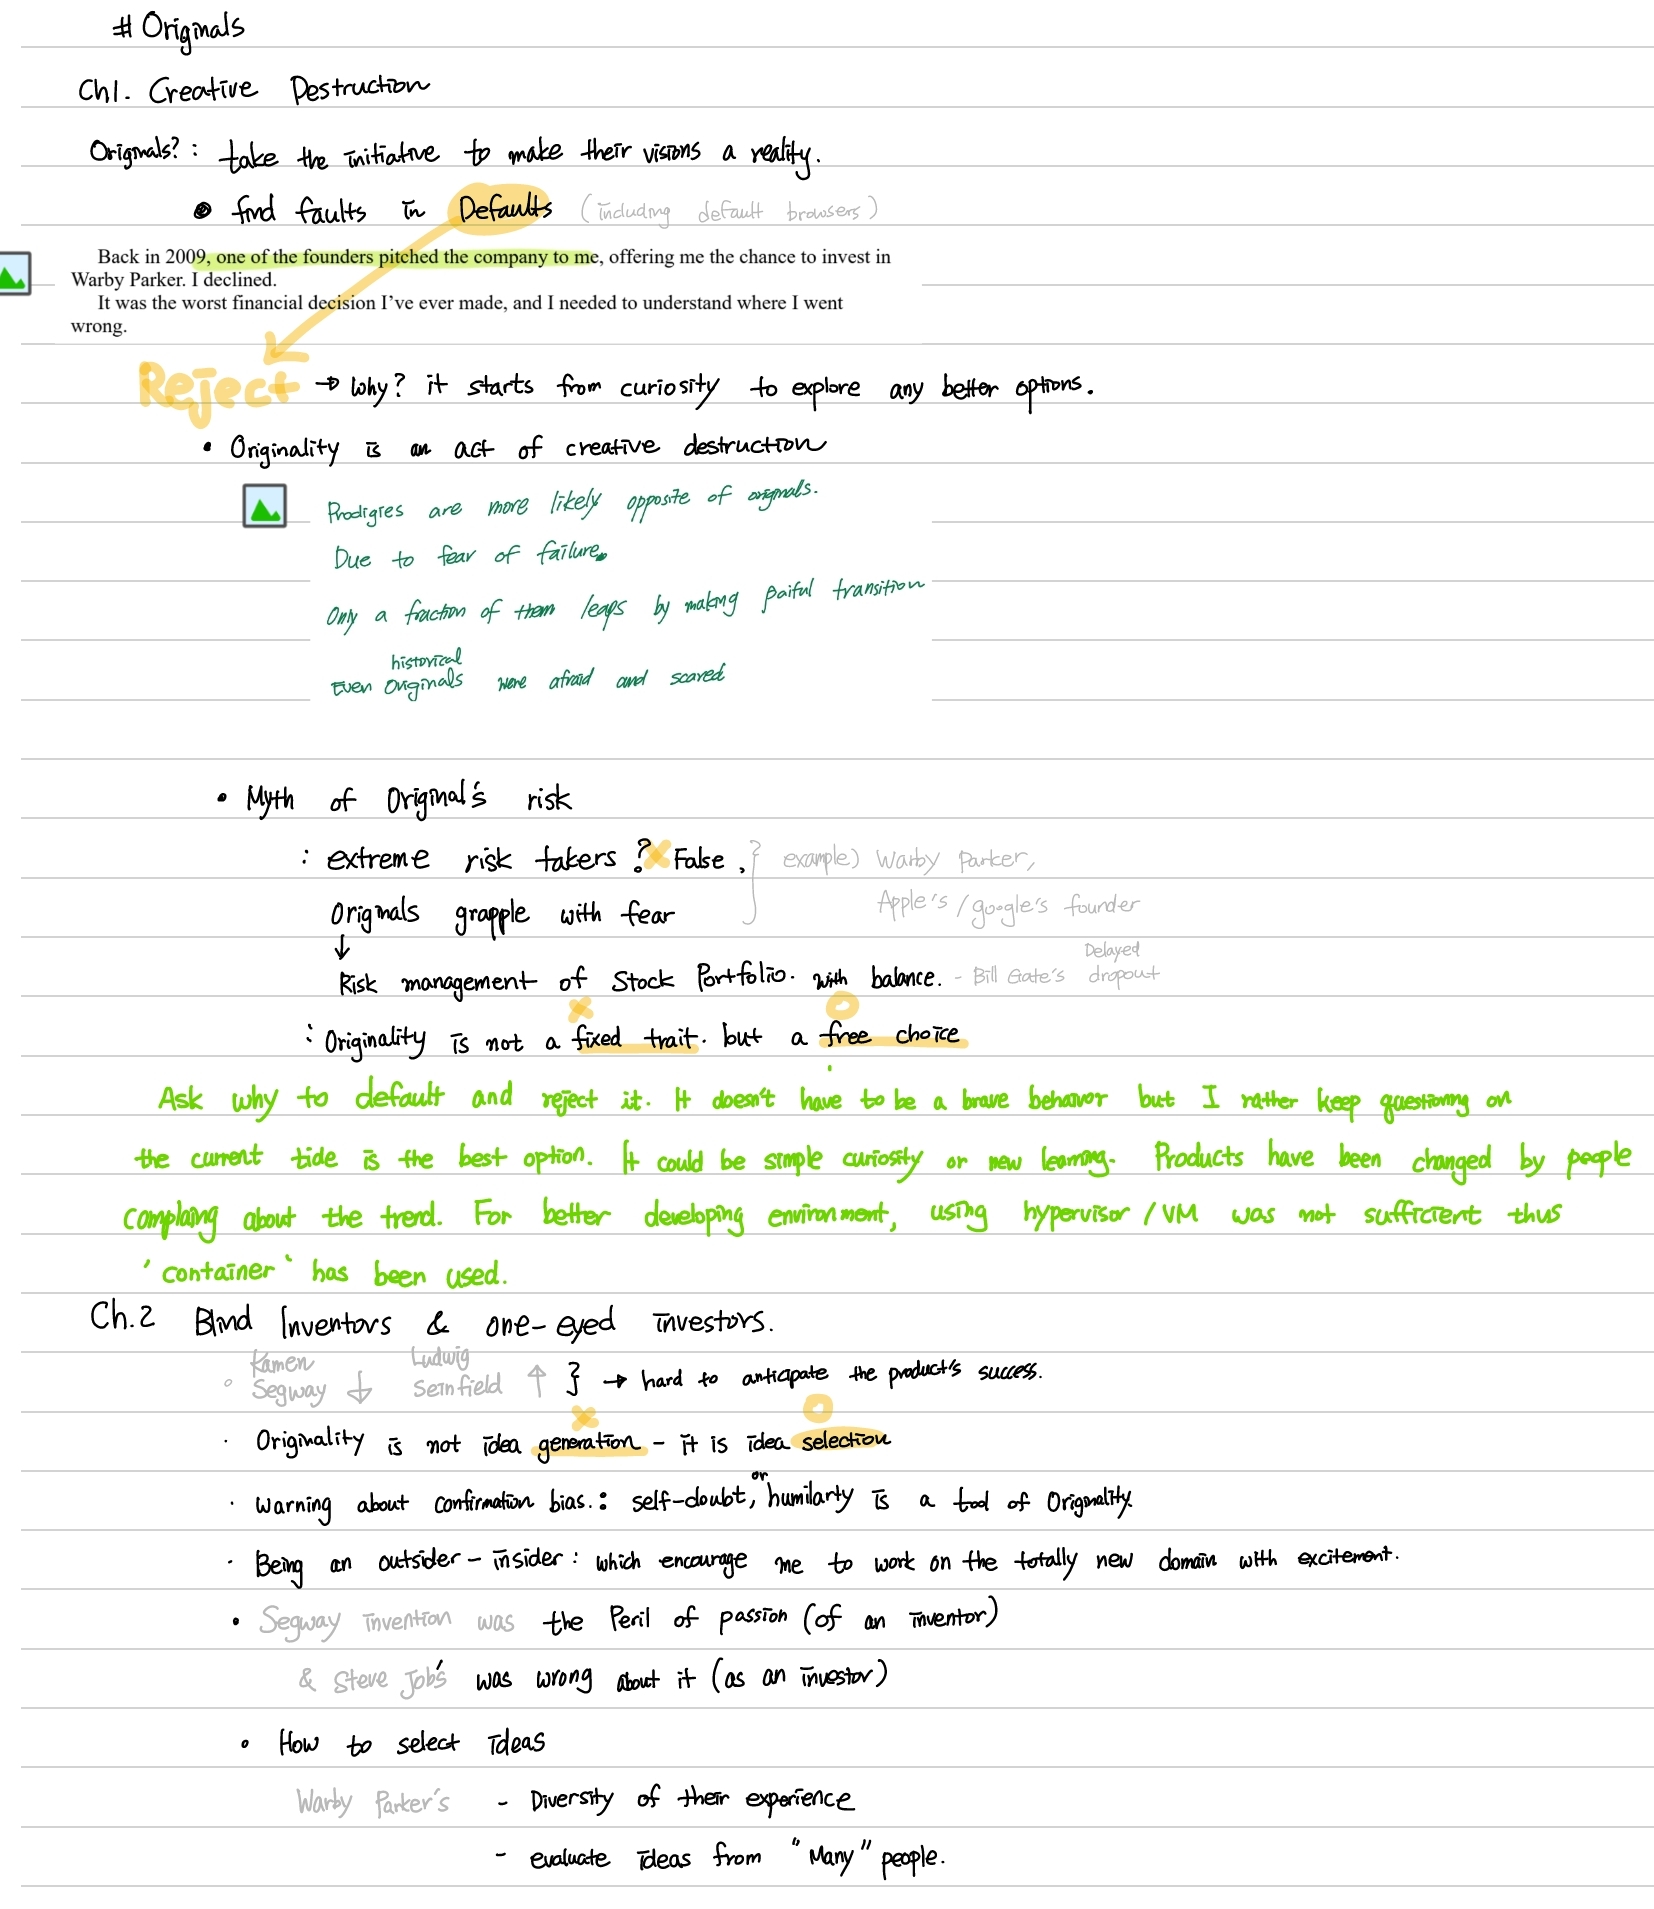 # Originals
Ch1. Creative Destruction
Originals? : take the initiative to make their visions a reality.
• find faults in Defaults (including default browsers)
Back in 2009, one of the founders pitched the company to me, offering me the chance to invest in
Warby Parker. I declined.
It was the worst financial decision I've ever made, and I needed to understand where I went
wrong.
Reject → why? it starts from curiosity to explore any better options.
• Originality is an act of creative destruction
Prodigies are more likely opposite of originals.
Due to fear of failure.
Only a fraction of them leaps by making paiful transition
historical
Even Originals were afraid and scared
• Myth of Original's risk
: extreme risk takers? X False. } example) Warby Parker,
Originals grapple with fear Apple's / google's founder
↓ Delayed
Risk management of Stock Portfolio. with balance. - Bill Gate's dropout
: Originality is not a fixed trait. but a free choice
Ask why to default and reject it. It doesn't have to be a brave behavior but I rather keep questioning on
the current tide is the best option. It could be simple curiosity or new learning. Products have been changed by people
complaing about the trend. For better developing environment, using hypervisor / VM was not sufficient thus
'container' has been used.
Ch.2 Blind Inventors & one-eyed investors.
Kamen Ludwig
◦ Segway ↓ Seinfield ↑ } → hard to anticapate the product's success.
· Originality is not idea generation - it is idea selection
or
· Warning about confirmation bias. : self-doubt, humilarty is a tool of Originality.
· Being an outsider - insider : which encourage me to work on the totally new domain with excitement.
• Segway invention was the Peril of passion (of an inventor)
& Steve Job's was wrong about it (as an investor)
• How to select ideas
Warby Parker's - Diversity of their experience
- evaluate ideas from "Many" people.